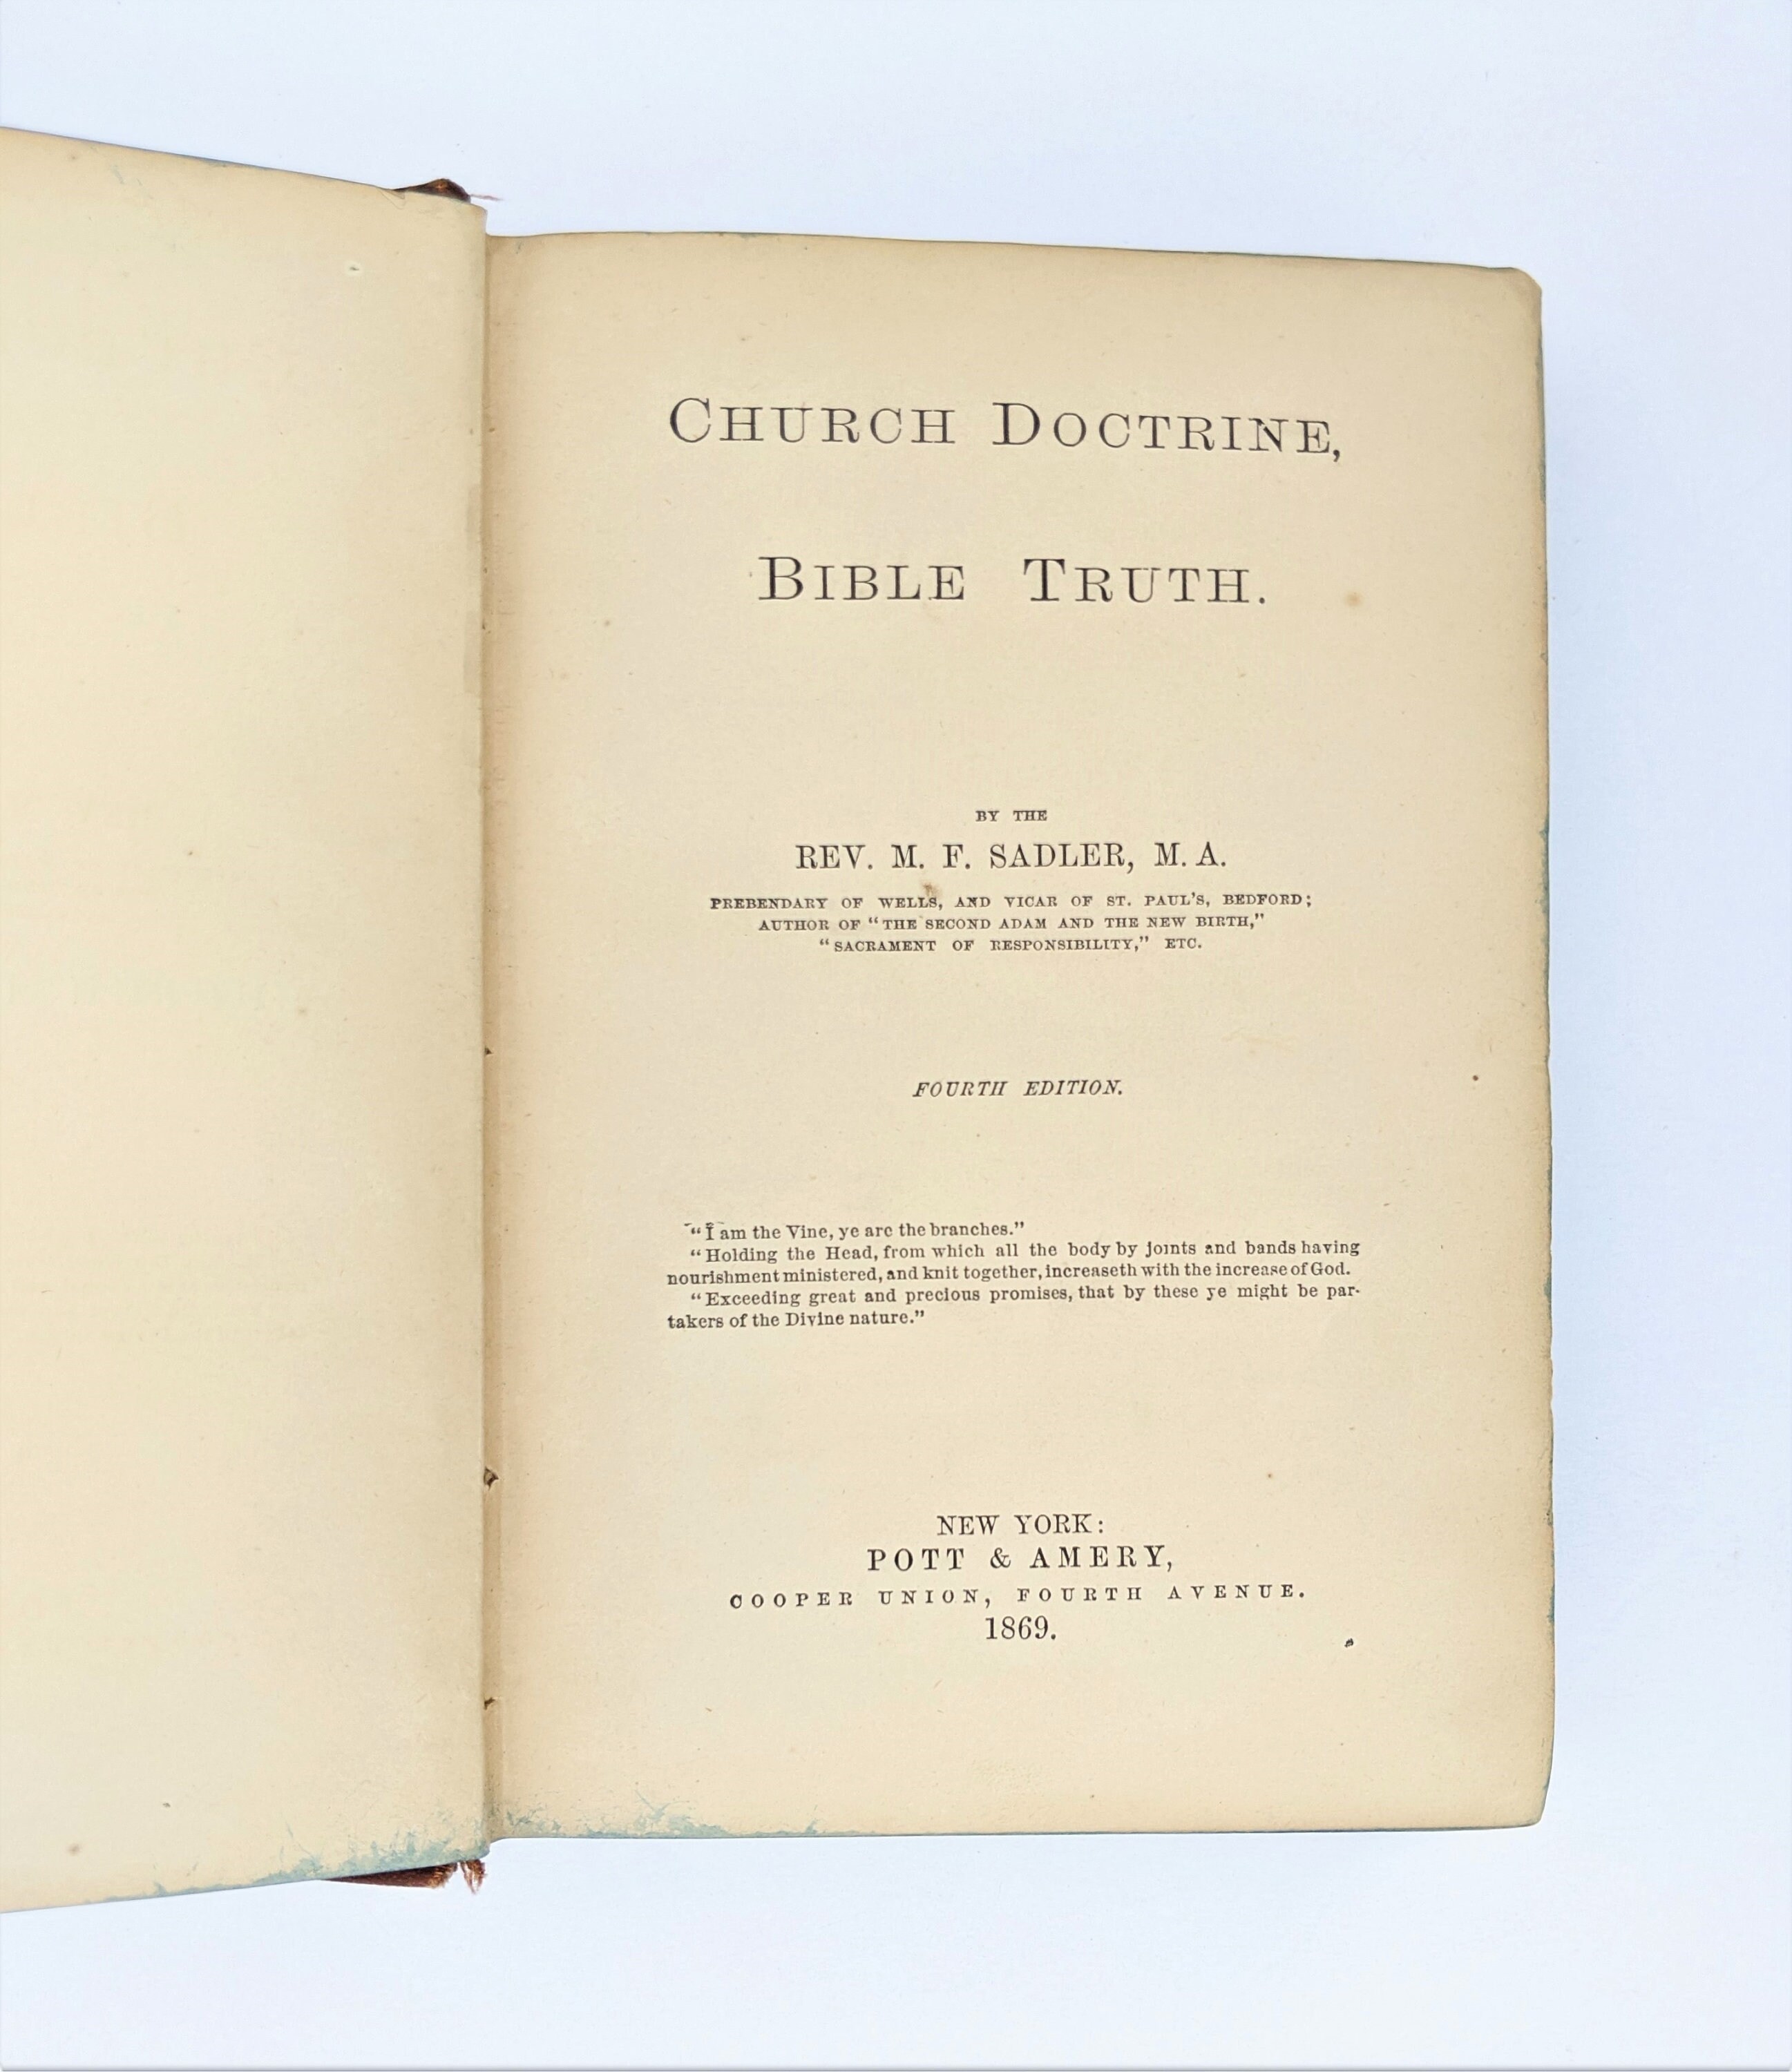 CHURCH DOCTRINE,
BIBLE TRUTH.
BY THE
REV. M. F. SADLER, M. A.
PREBENDARY OF WELLS, AND VICAR OF ST. PAUL'S, BEDFORD;
AUTHOR OF "THE SECOND ADAM AND THE NEW BIRTH,"
"SACRAMENT OF RESPONSIBILITY," ETC.
FOURTH EDITION.
"I am the Vine, ye are the branches."
"Holding the Head, from which all the body by joints and bands having
nourishment ministered, and knit together, increaseth with the increase of God.
"Exceeding great and precious promises, that by these ye might be par-
takers of the Divine nature."
NEW YORK:
POTT & AMERY,
COOPER UNION, FOURTH AVENUE.
1869.